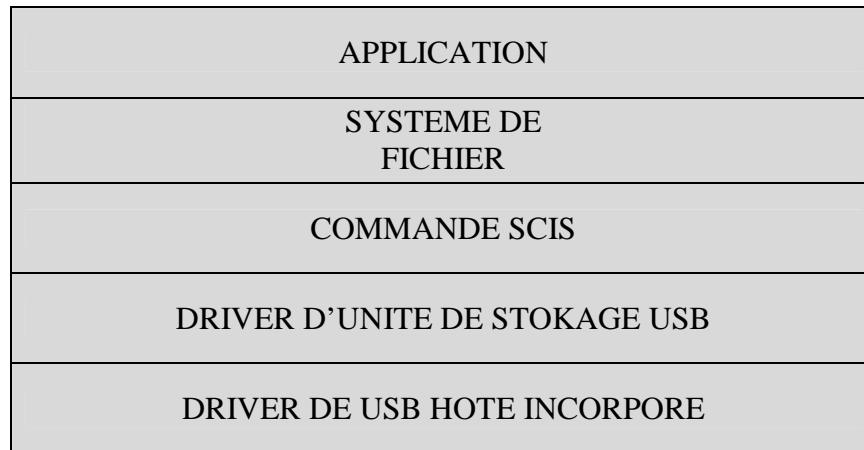 APPLICATION
SYSTEME DE
FICHIER
COMMANDE SCIS
DRIVER D’UNITE DE STOKAGE USB
DRIVER DE USB HOTE INCORPORE